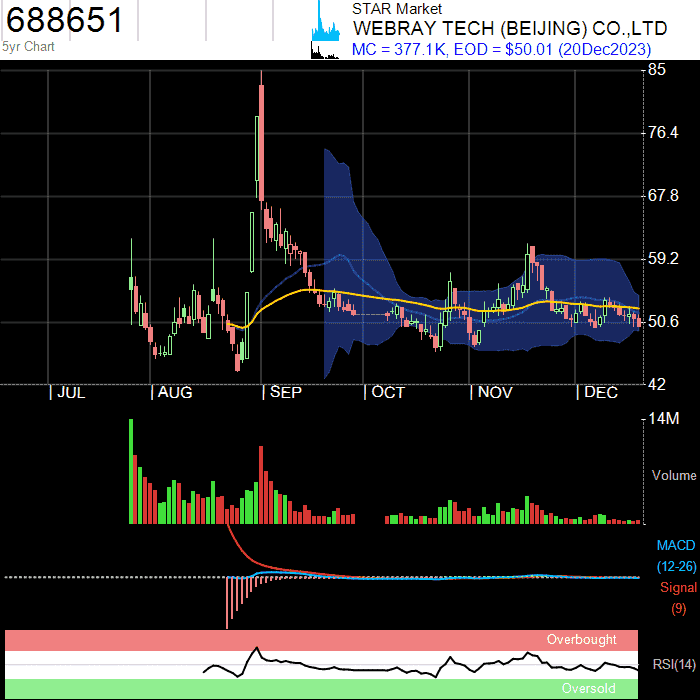 688651
5yr Chart
STAR Market
WEBRAY TECH (BEIJING) CO.,LTD
MC = 377.1K, EOD = $50.01 (20Dec2023)
85
76.4
67.8
59.2
50.6
42
JUL AUG SEP OCT NOV DEC
14M
Volume
MACD
(12-26)
Signal
(9)
Overbought
RSI(14)
Oversold